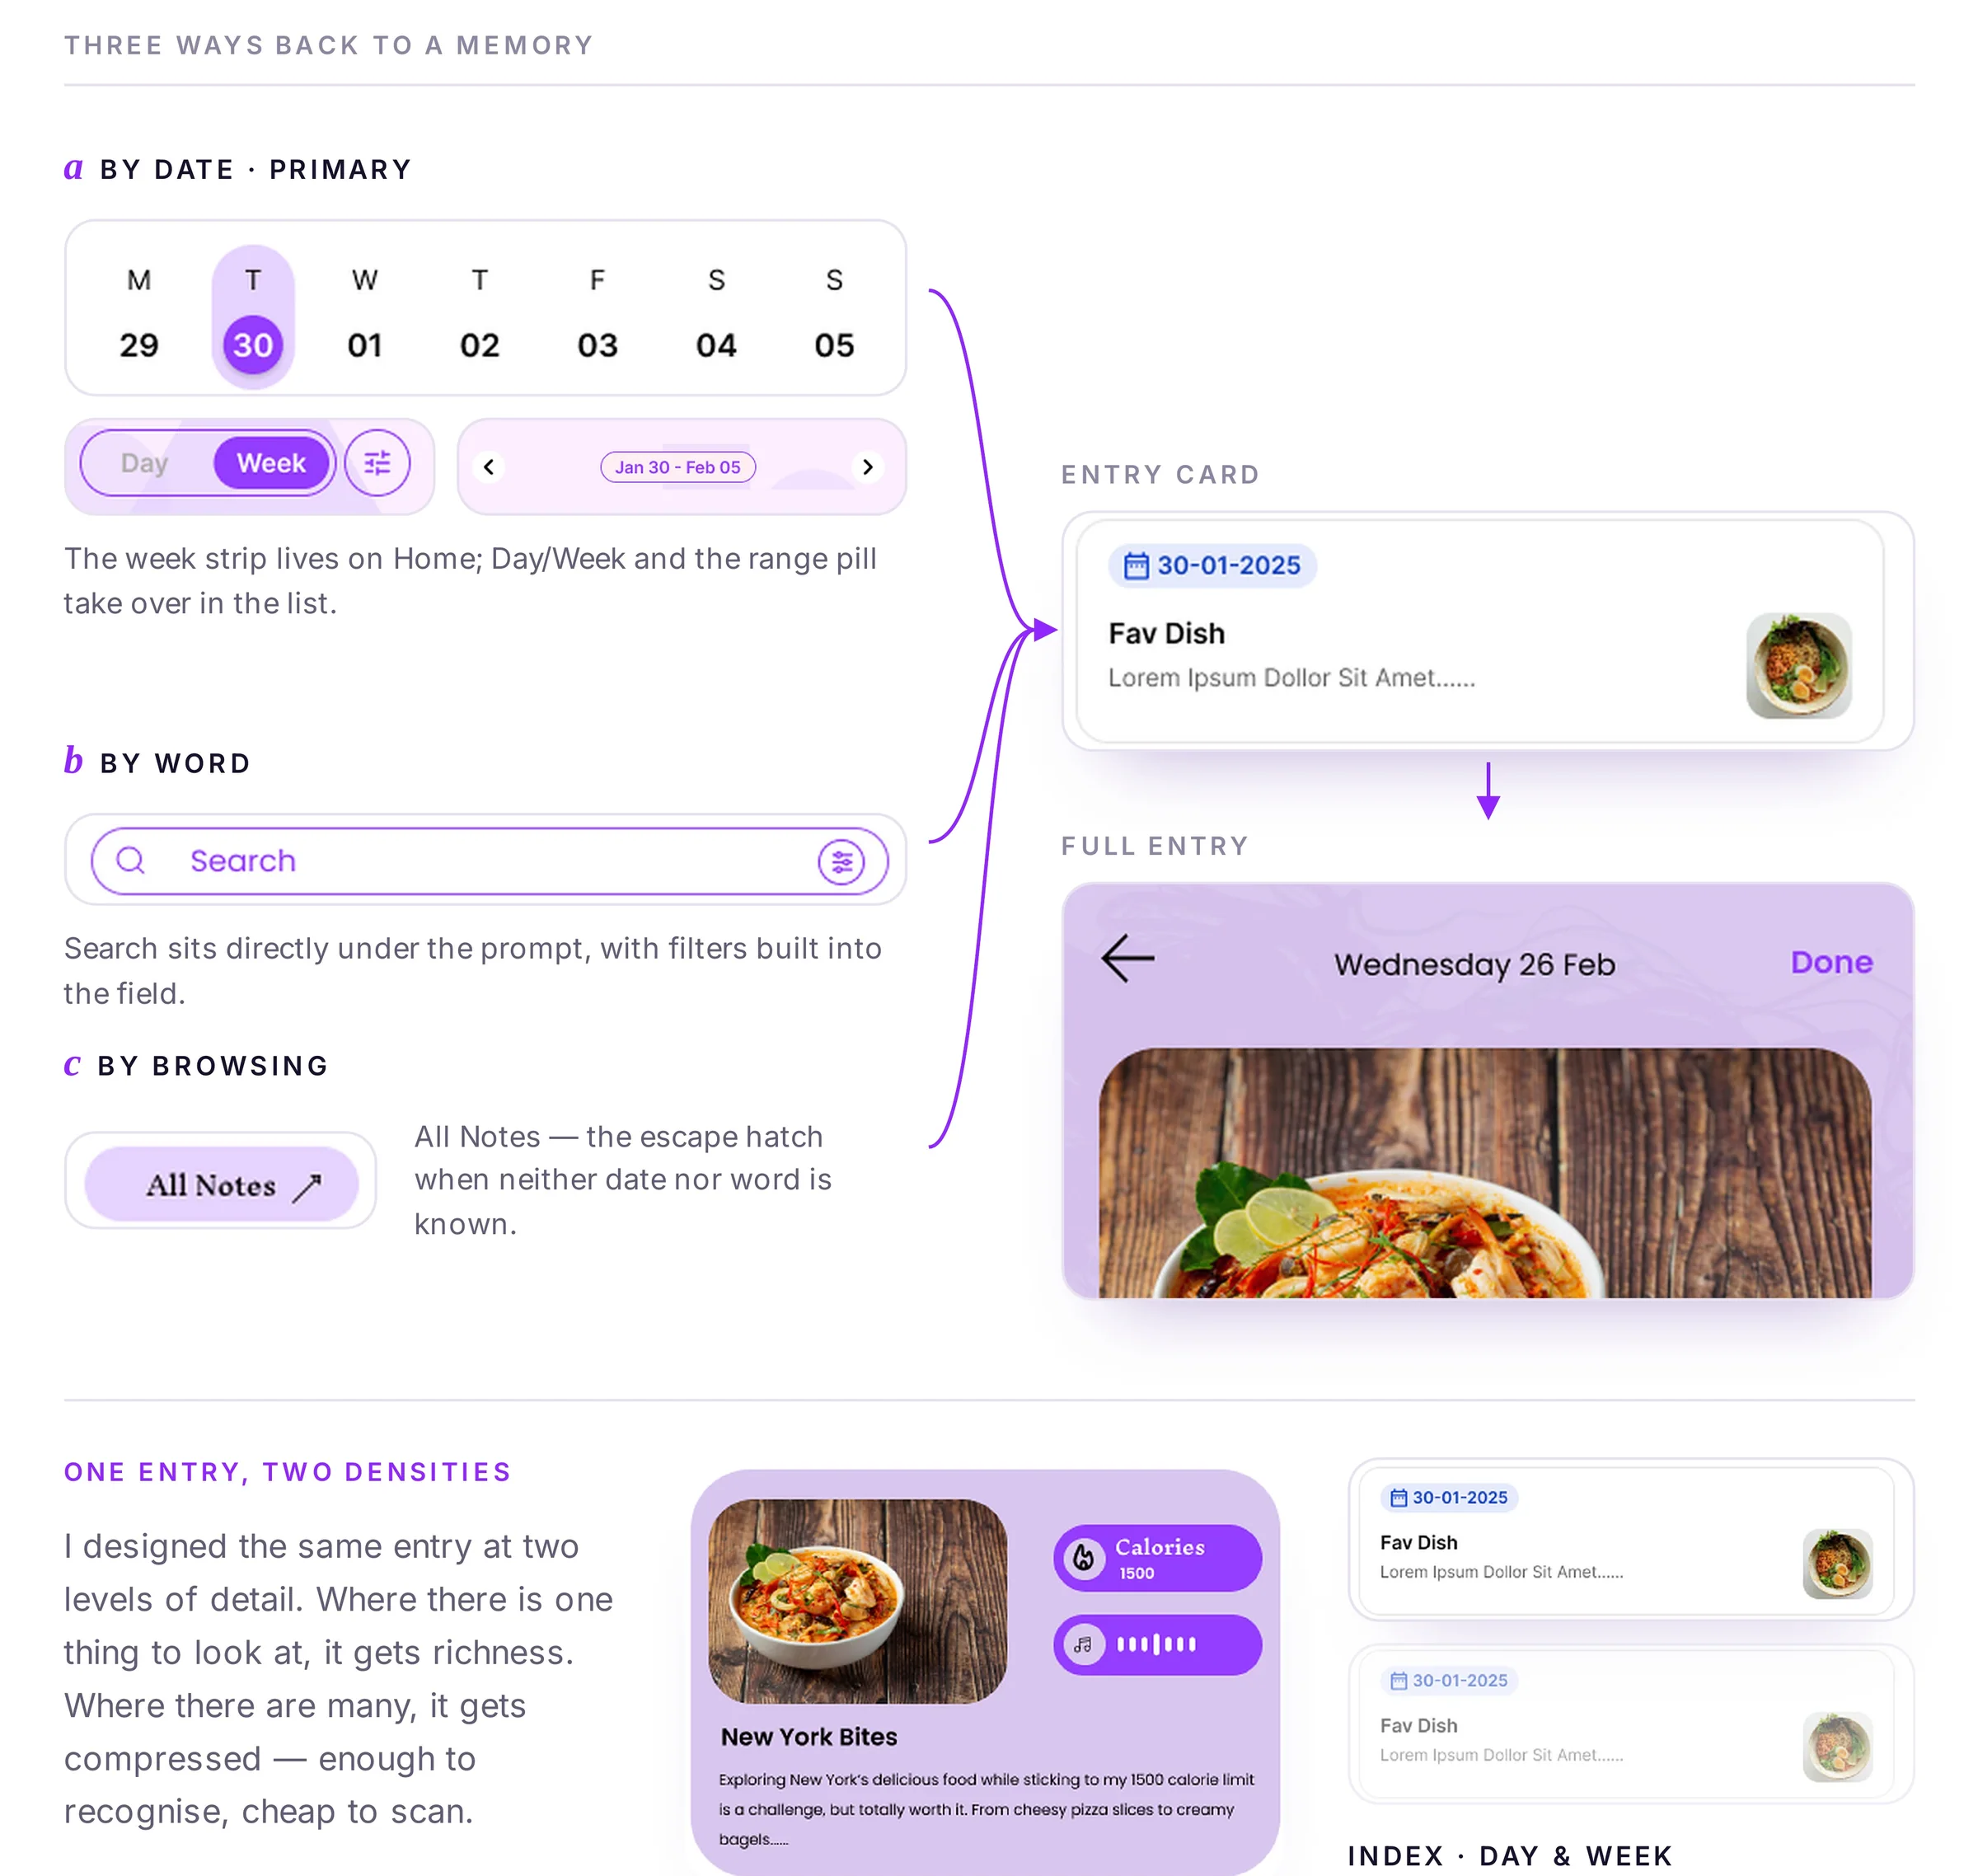 THREE WAYS BACK TO A MEMORY
a BY DATE · PRIMARY
M T W T F S S
29 30 01 02 03 04 05
Day Week
Jan 30 - Feb 05
The week strip lives on Home; Day/Week and the range pill
take over in the list.
b BY WORD
Search
Search sits directly under the prompt, with filters built into
the field.
c BY BROWSING
All Notes
All Notes — the escape hatch
when neither date nor word is
known.
ENTRY CARD
30-01-2025
Fav Dish
Lorem Ipsum Dollor Sit Amet......
FULL ENTRY
Wednesday 26 Feb
Done
ONE ENTRY, TWO DENSITIES
I designed the same entry at two
levels of detail. Where there is one
thing to look at, it gets richness.
Where there are many, it gets
compressed — enough to
recognise, cheap to scan.
Calories
1500
New York Bites
Exploring New York's delicious food while sticking to my 1500 calorie limit
is a challenge, but totally worth it. From cheesy pizza slices to creamy
bagels......
30-01-2025
Fav Dish
Lorem Ipsum Dollor Sit Amet......
30-01-2025
Fav Dish
Lorem Ipsum Dollor Sit Amet......
INDEX · DAY & WEEK